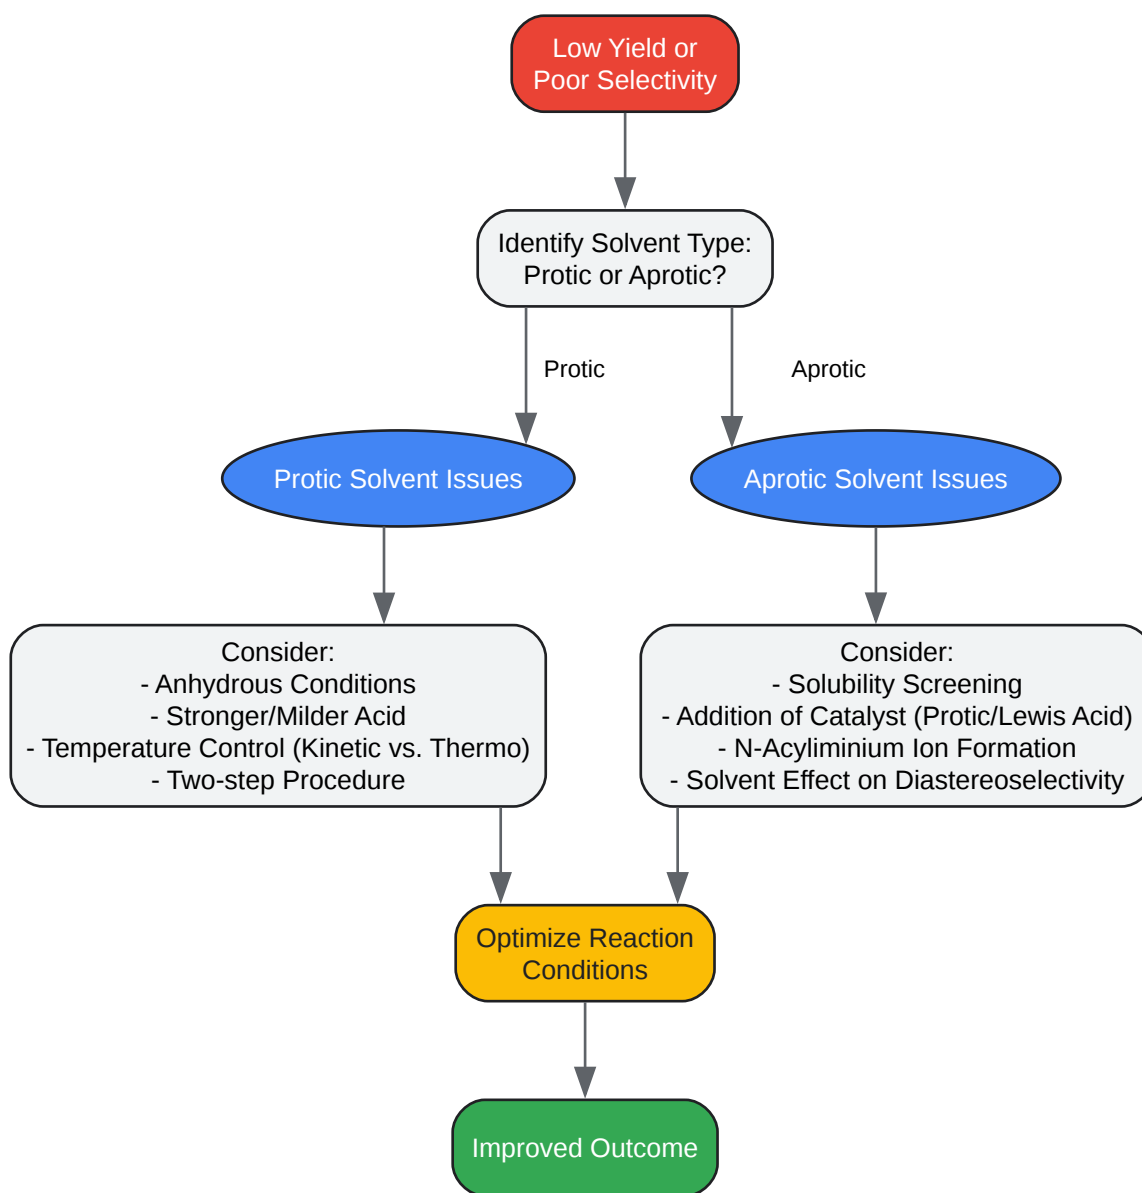 Low Yield or
Poor Selectivity
Identify Solvent Type:
Protic or Aprotic?
Protic
Aprotic
Protic Solvent Issues
Aprotic Solvent Issues
Consider:
- Anhydrous Conditions
- Stronger/Milder Acid
- Temperature Control (Kinetic vs. Thermo)
- Two-step Procedure
Consider:
- Solubility Screening
- Addition of Catalyst (Protic/Lewis Acid)
- N-Acyliminium Ion Formation
- Solvent Effect on Diastereoselectivity
Optimize Reaction
Conditions
Improved Outcome